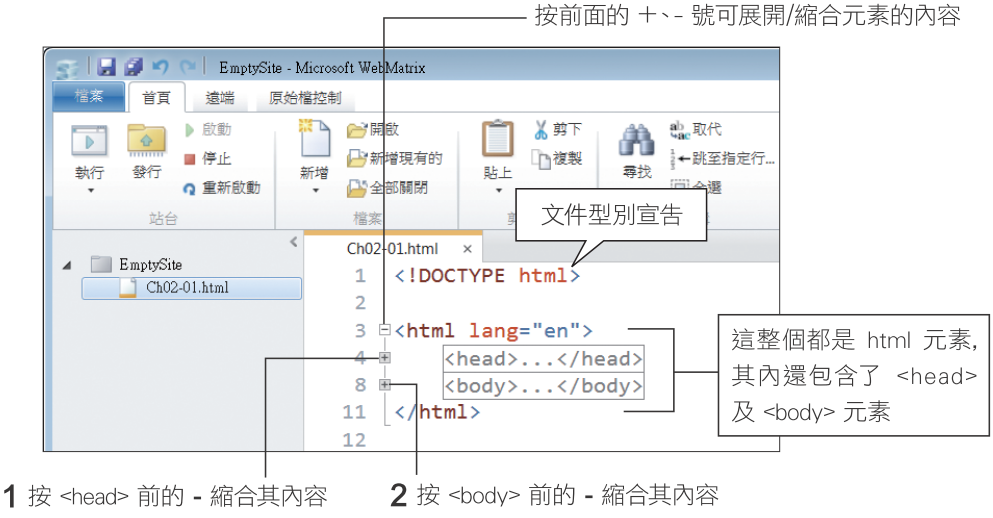 按前面的 +、- 號可展開/縮合元素的內容
EmptySite - Microsoft WebMatrix
檔案 首頁 遠端 原始檔控制
執行
發行
啟動
停止
重新啟動
站台
新增
開啟
新增現有的
全部關閉
檔案
貼上
剪下
複製
尋找
取代
跳至指定行...
全選
文件型別宣告
EmptySite
Ch02-01.html
Ch02-01.html ×
1 <!DOCTYPE html>
2
3 <html lang="en">
4 <head>...</head>
8 <body>...</body>
11 </html>
12
這整個都是 html 元素,
其內還包含了 <head>
及 <body> 元素
1 按 <head> 前的 - 縮合其內容
2 按 <body> 前的 - 縮合其內容